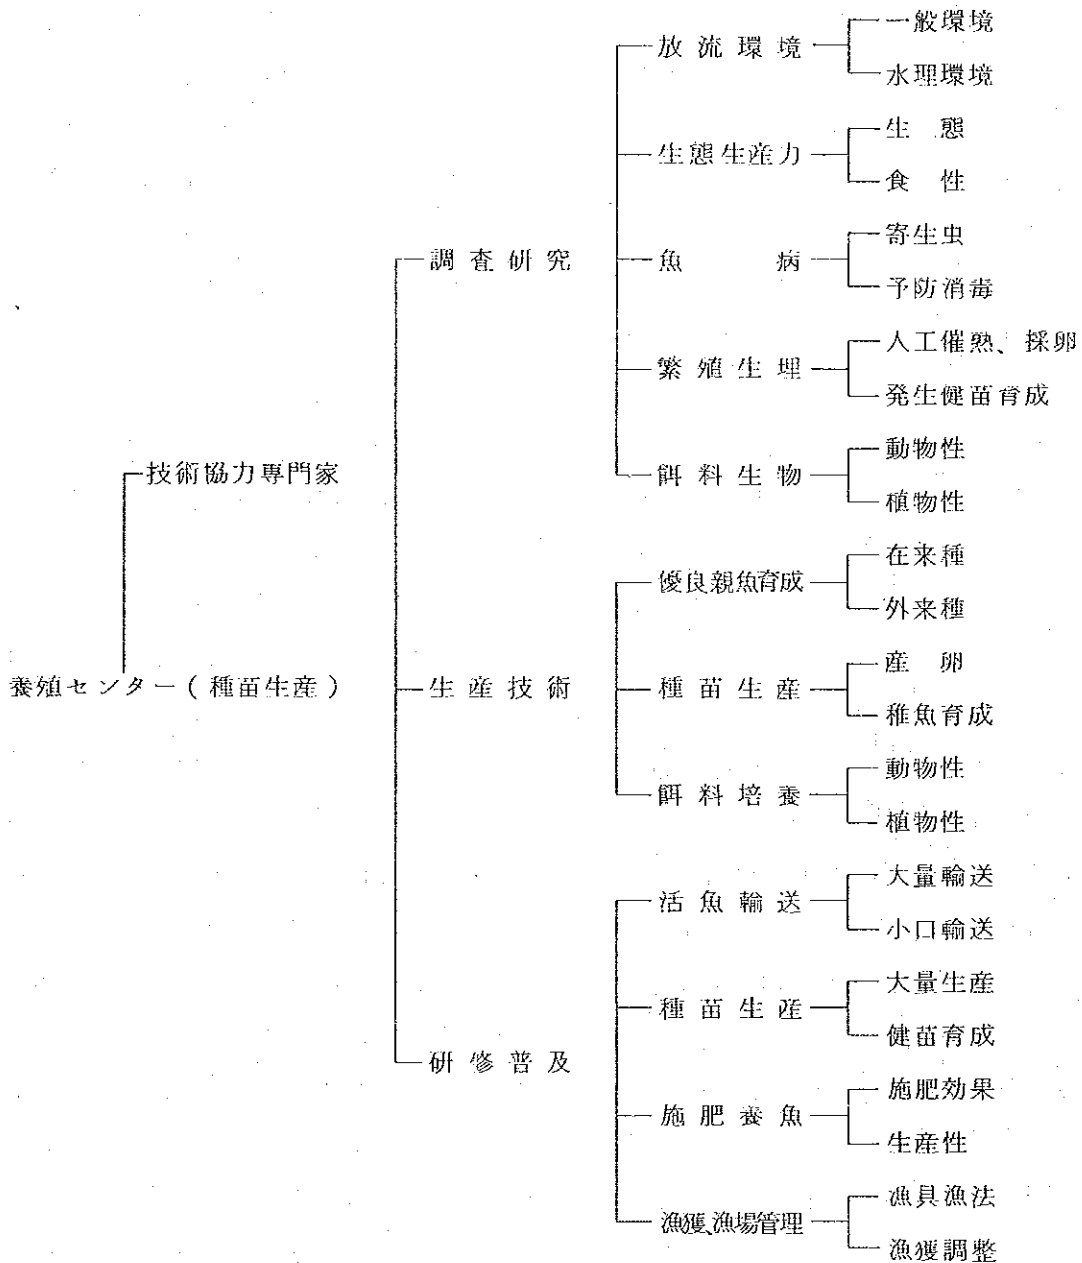 一般環境
放流環境
水理環境
生態
生態生産力
食性
寄生虫
調査研究
魚病
予防消毒
人工催熟、採卵
繁殖生理
発生健苗育成
動物性
技術協力専門家
餌料生物
植物性
在来種
優良親魚育成
外来種
産卵
養殖センター(種苗生産)
生産技術
種苗生産
稚魚育成
動物性
餌料培養
植物性
大量輸送
活魚輸送
小口輸送
大量生産
種苗生産
健苗育成
研修普及
施肥効果
施肥養魚
生産性
漁具漁法
漁獲、漁場管理
漁獲調整